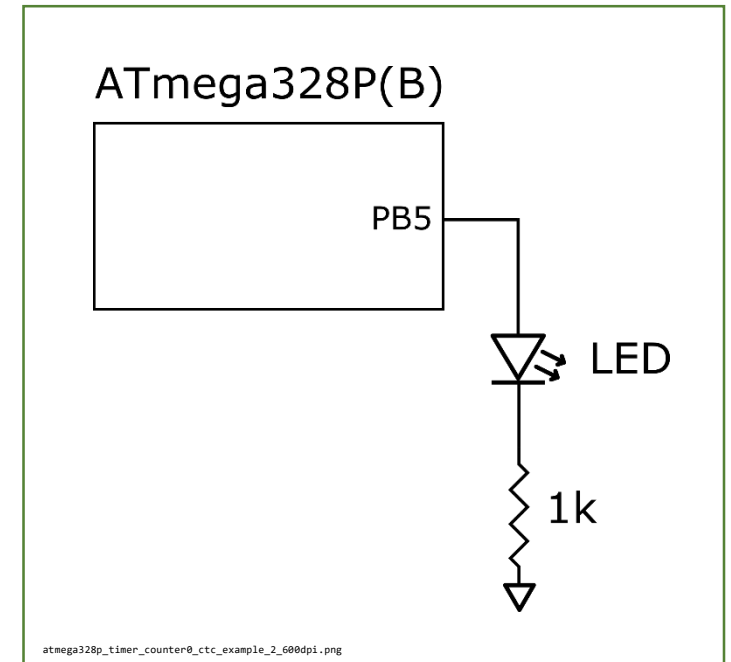 ATmega328P(B)
PB5
LED
1k
atmega328p_timer_counter0_ctc_example_2_600dpi.png